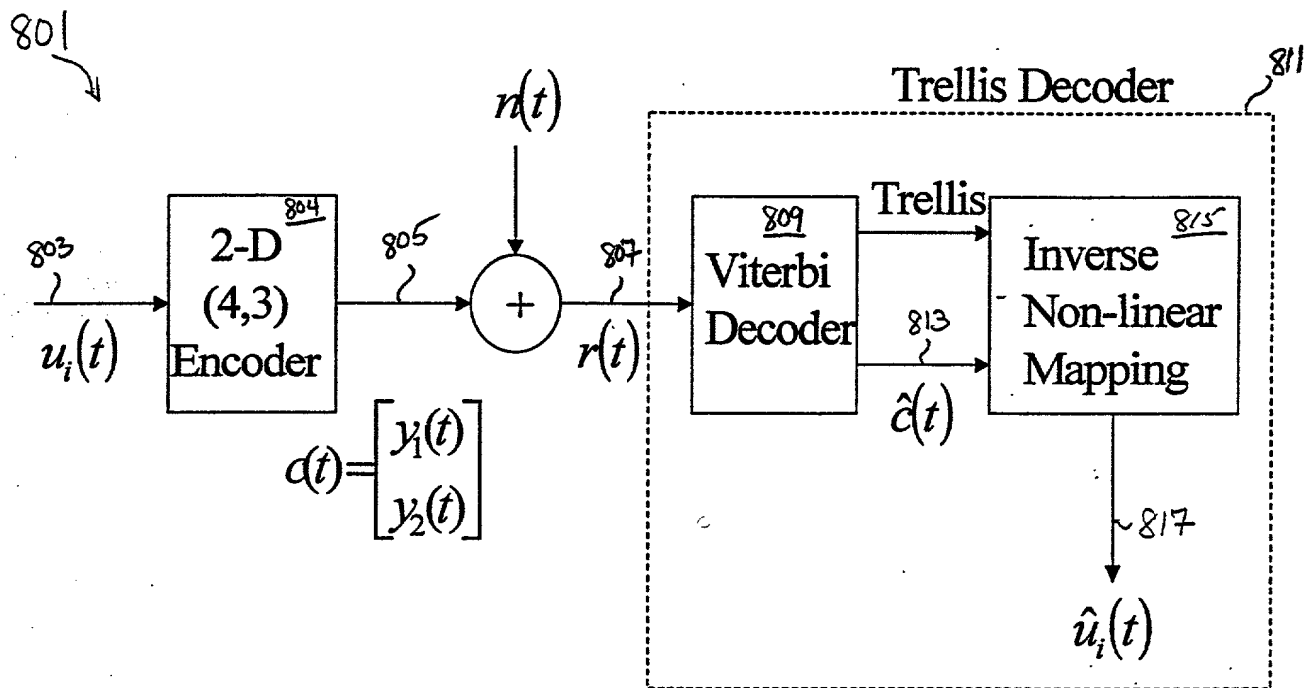 801
811
Trellis Decoder
n(t)
804
2-D
(4,3)
Encoder
803
u_i(t)
805
+
807
r(t)
c(t)=[y_1(t)
y_2(t)]
809
Viterbi
Decoder
Trellis
813
ĉ(t)
815
Inverse
Non-linear
Mapping
817
û_i(t)